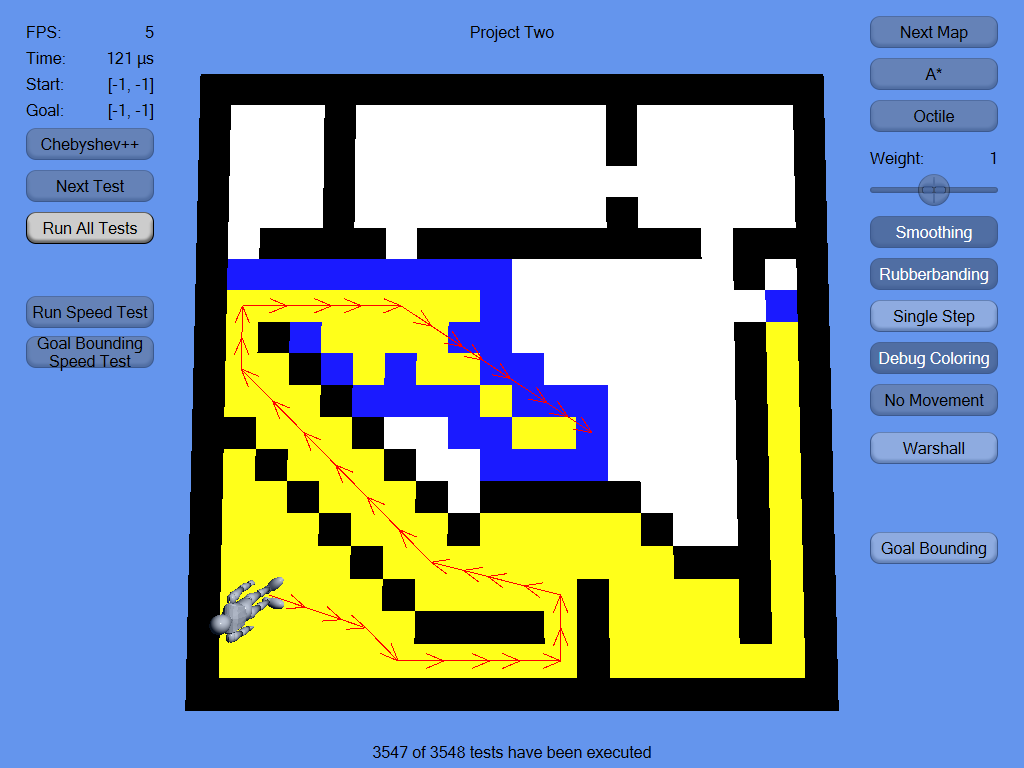 FPS: 5
Time: 121 µs
Start: [-1, -1]
Goal: [-1, -1]
Chebyshev++
Next Test
Run All Tests
Run Speed Test
Goal Bounding
Speed Test
Project Two
Next Map
A*
Octile
Weight: 1
Smoothing
Rubberbanding
Single Step
Debug Coloring
No Movement
Warshall
Goal Bounding
3547 of 3548 tests have been executed